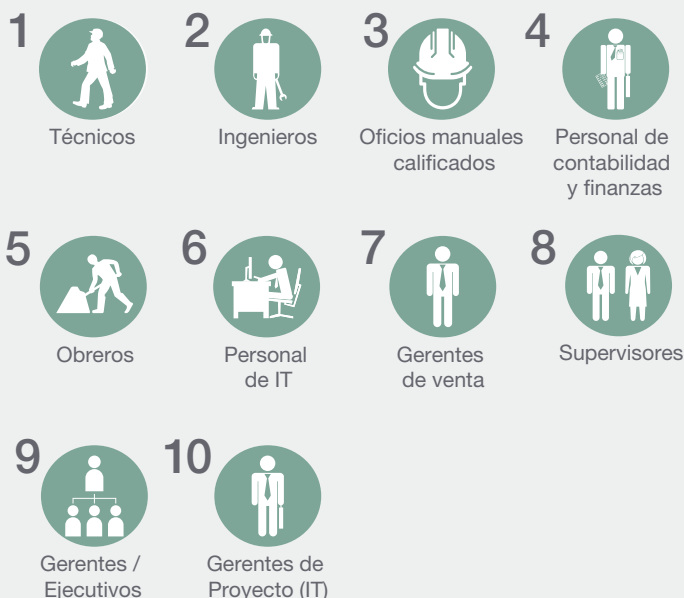 1
Técnicos
2
Ingenieros
3
Oficios manuales
calificados
4
Personal de
contabilidad
y finanzas
5
Obreros
6
Personal
de IT
7
Gerentes
de venta
8
Supervisores
9
Gerentes /
Ejecutivos
10
Gerentes de
Proyecto (IT)